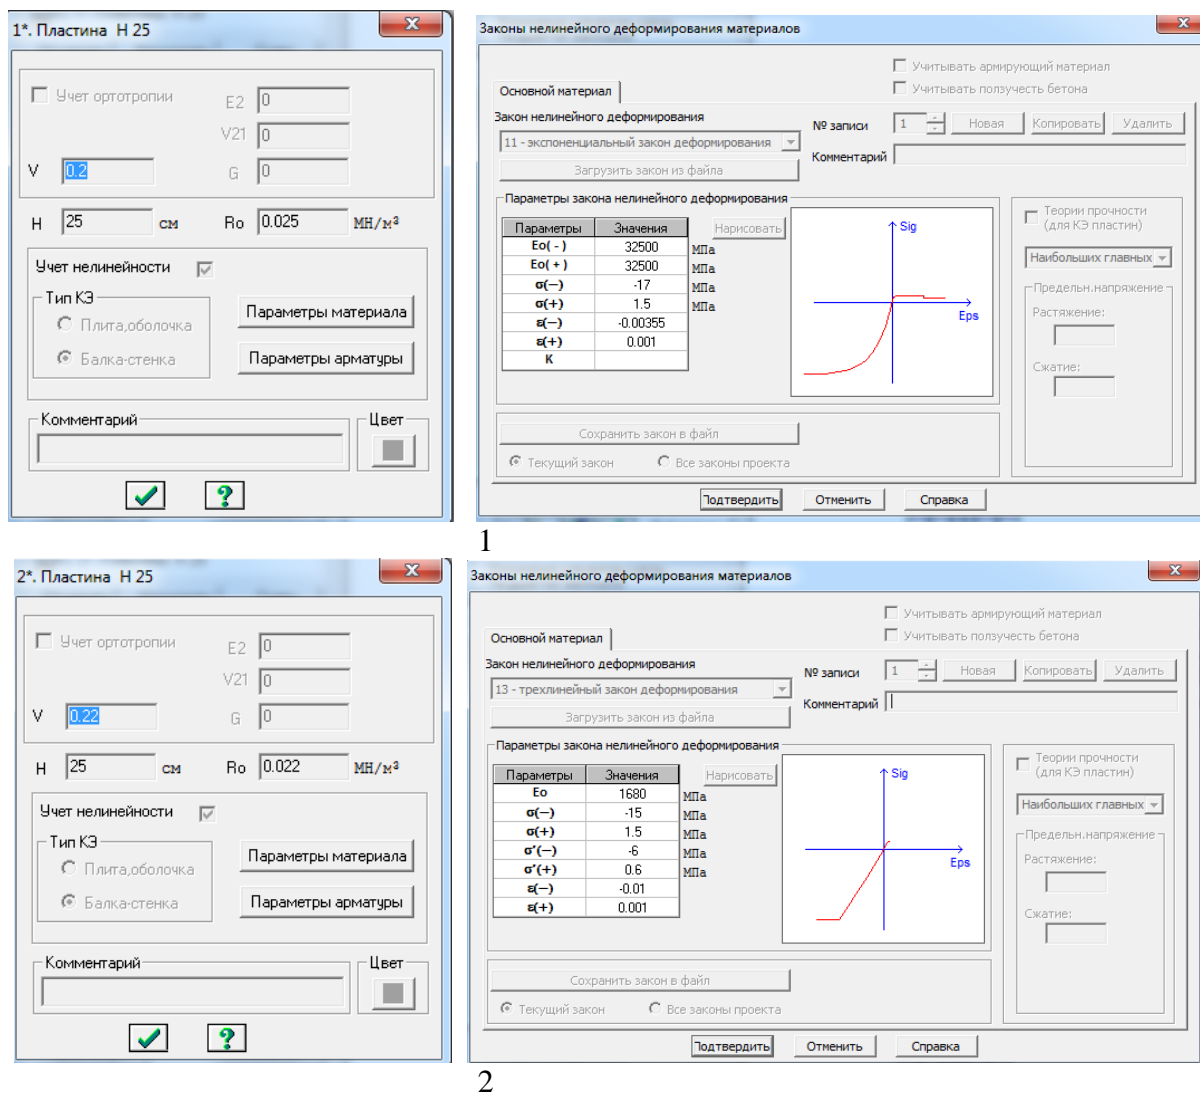 1*. Пластина Н 25
Учет ортотропии
E2 0
V21 0
V 0.2
G 0
H 25 см
Ro 0.025 МН/м³
Учет нелинейности
Тип КЭ
Плита,оболочка
Балка-стенка
Параметры материала
Параметры арматуры
Комментарий
Цвет
Законы нелинейного деформирования материалов
Учитывать армирующий материал
Учитывать ползучесть бетона
Основной материал
Закон нелинейного деформирования
11 - экспоненциальный закон деформирования
Загрузить закон из файла
№ записи 1 Новая Копировать Удалить
Комментарий
Параметры закона нелинейного деформирования
Параметры Значения Нарисовать
Eo( - ) 32500 МПа
Eo( + ) 32500 МПа
σ(−) -17 МПа
σ(+) 1.5 МПа
ε(−) -0.00355
ε(+) 0.001
К
Sig
Eps
Теории прочности
(для КЭ пластин)
Наибольших главных
Предельн.напряжение
Растяжение:
Сжатие:
Сохранить закон в файл
Текущий закон Все законы проекта
Подтвердить Отменить Справка
1
2*. Пластина Н 25
Учет ортотропии
E2 0
V21 0
V 0.22
G 0
H 25 см
Ro 0.022 МН/м³
Учет нелинейности
Тип КЭ
Плита,оболочка
Балка-стенка
Параметры материала
Параметры арматуры
Комментарий
Цвет
Законы нелинейного деформирования материалов
Учитывать армирующий материал
Учитывать ползучесть бетона
Основной материал
Закон нелинейного деформирования
13 - трехлинейный закон деформирования
Загрузить закон из файла
№ записи 1 Новая Копировать Удалить
Комментарий
Параметры закона нелинейного деформирования
Параметры Значения Нарисовать
Eo 1680 МПа
σ(−) -15 МПа
σ(+) 1.5 МПа
σ'(−) -6 МПа
σ'(+) 0.6 МПа
ε(−) -0.01
ε(+) 0.001
Sig
Eps
Теории прочности
(для КЭ пластин)
Наибольших главных
Предельн.напряжение
Растяжение:
Сжатие:
Сохранить закон в файл
Текущий закон Все законы проекта
Подтвердить Отменить Справка
2